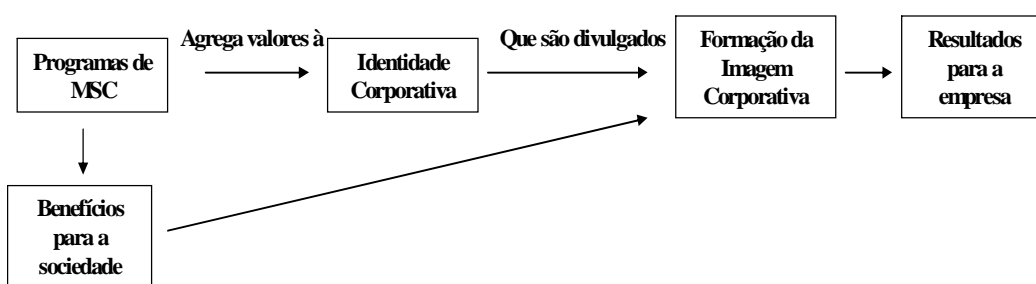 Programas de
MSC
Agrega valores à
Identidade
Corporativa
Que são divulgados
Formação da
Imagem
Corporativa
Resultados
para a
empresa
Benefícios
para a
sociedade